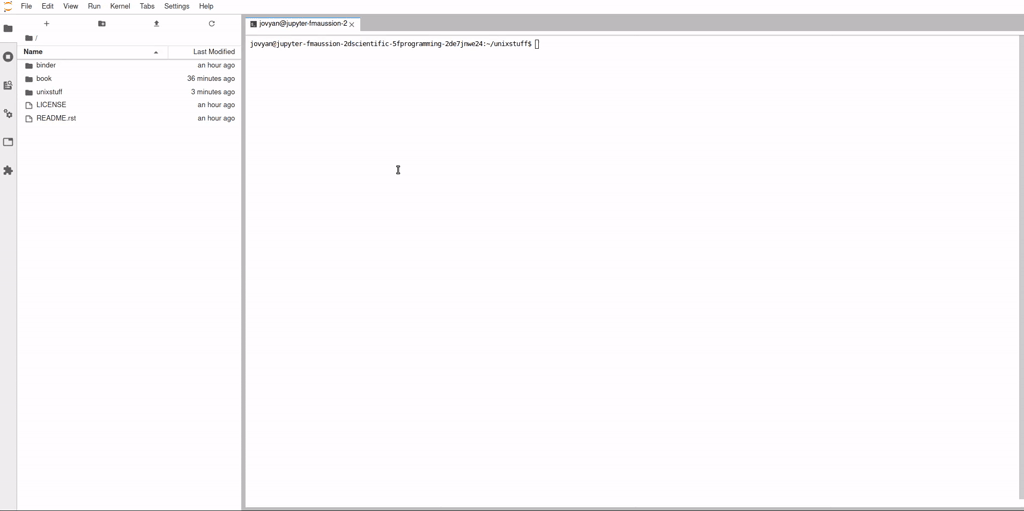 File Edit View Run Kernel Tabs Settings Help
jovyan@jupyter-fmaussion-2
/
Name Last Modified
binder an hour ago
book 36 minutes ago
unixstuff 3 minutes ago
LICENSE an hour ago
README.rst an hour ago
jovyan@jupyter-fmaussion-2dscientific-5fprogramming-2de7jnwe24:~/unixstuff$